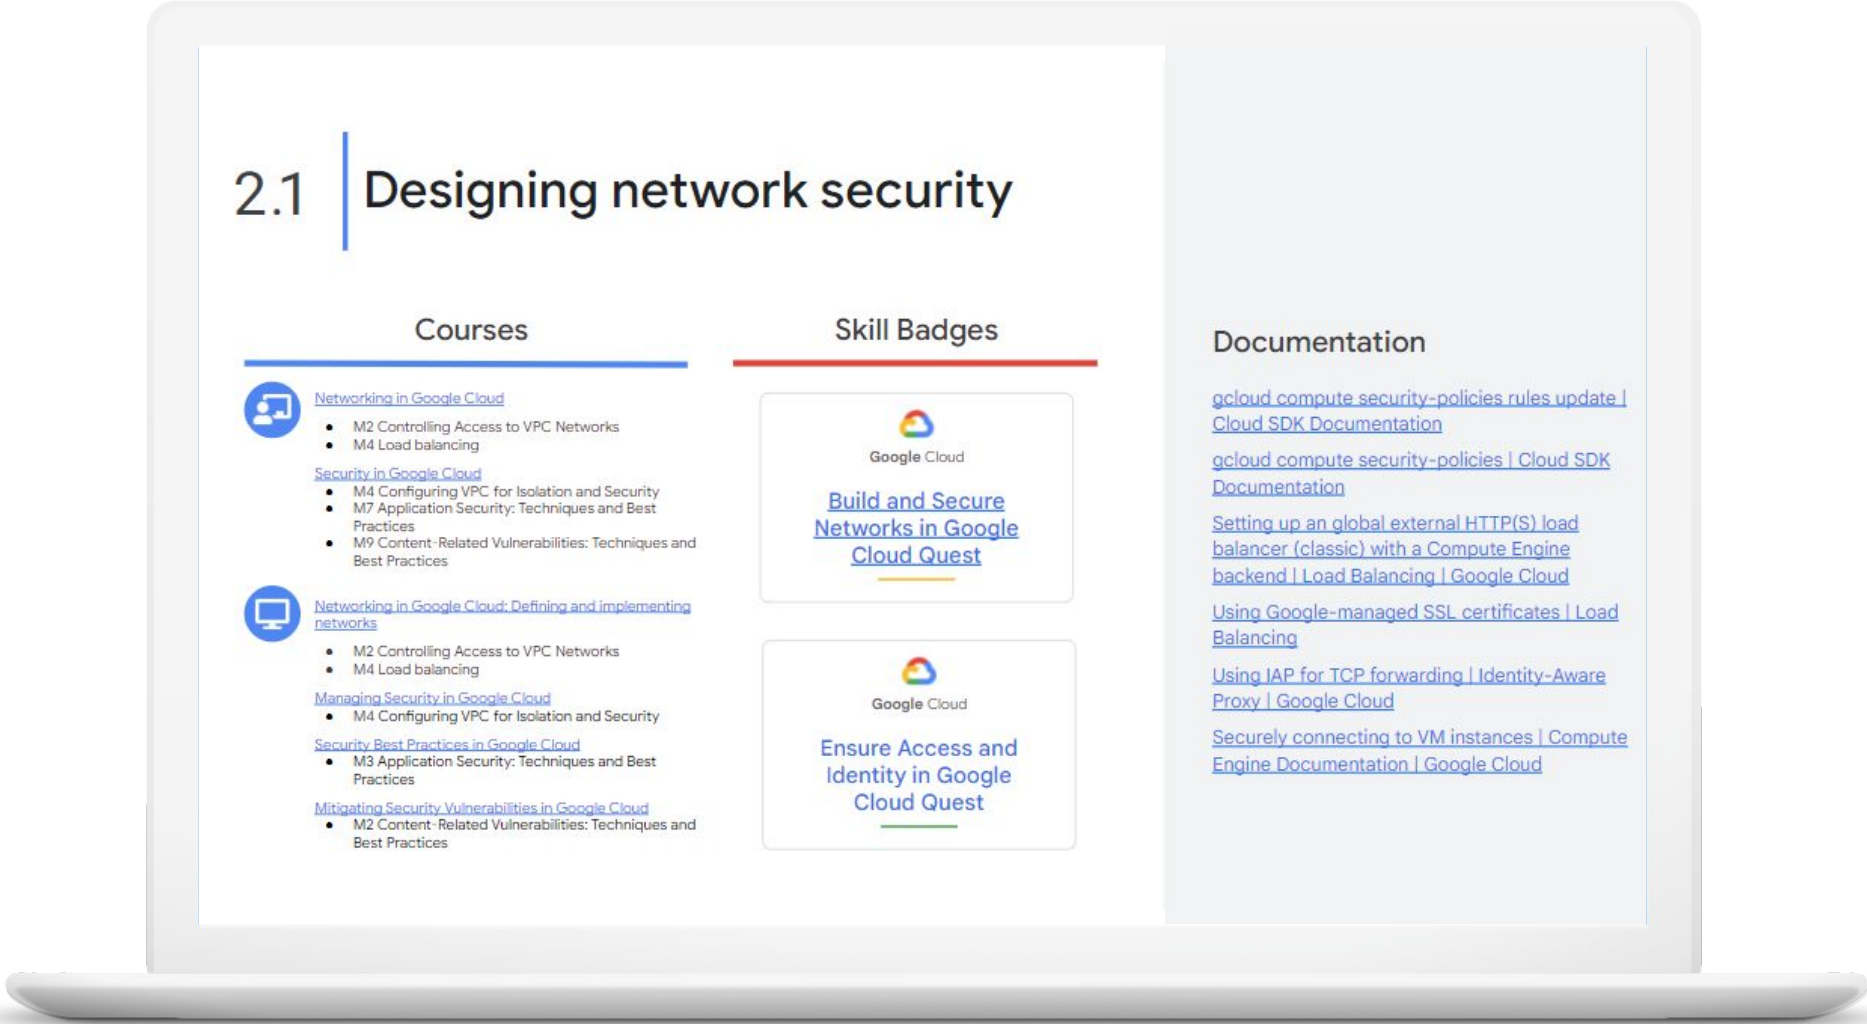 2.1
Designing network security
Courses
Networking in Google Cloud
● M2 Controlling Access to VPC Networks
● M4 Load balancing
Security in Google Cloud
● M4 Configuring VPC for Isolation and Security
● M7 Application Security: Techniques and Best
Practices
● M9 Content-Related Vulnerabilities: Techniques and
Best Practices
Networking in Google Cloud: Defining and implementing
networks
● M2 Controlling Access to VPC Networks
● M4 Load balancing
Managing Security in Google Cloud
● M4 Configuring VPC for Isolation and Security
Security Best Practices in Google Cloud
● M3 Application Security: Techniques and Best
Practices
Mitigating Security Vulnerabilities in Google Cloud
● M2 Content-Related Vulnerabilities: Techniques and
Best Practices
Skill Badges
Google Cloud
Build and Secure
Networks in Google
Cloud Quest
Google Cloud
Ensure Access and
Identity in Google
Cloud Quest
Documentation
gcloud compute security-policies rules update |
Cloud SDK Documentation
gcloud compute security-policies | Cloud SDK
Documentation
Setting up an global external HTTP(S) load
balancer (classic) with a Compute Engine
backend | Load Balancing | Google Cloud
Using Google-managed SSL certificates | Load
Balancing
Using IAP for TCP forwarding | Identity-Aware
Proxy | Google Cloud
Securely connecting to VM instances | Compute
Engine Documentation | Google Cloud